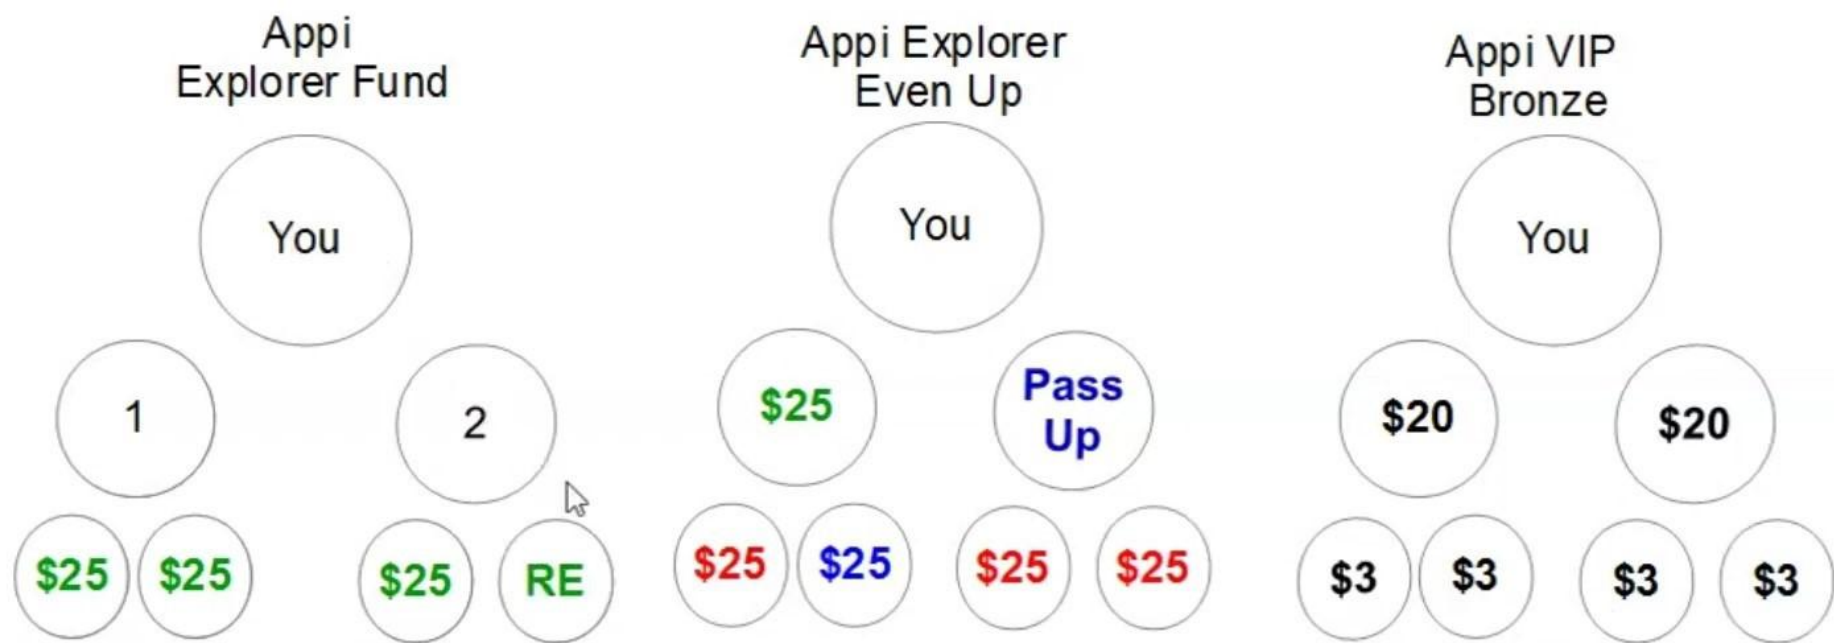 Appi
Explorer Fund
You
1
2
$25
$25
$25
RE
Appi Explorer
Even Up
You
$25
Pass
Up
$25
$25
$25
$25
Appi VIP
Bronze
You
$20
$20
$3
$3
$3
$3